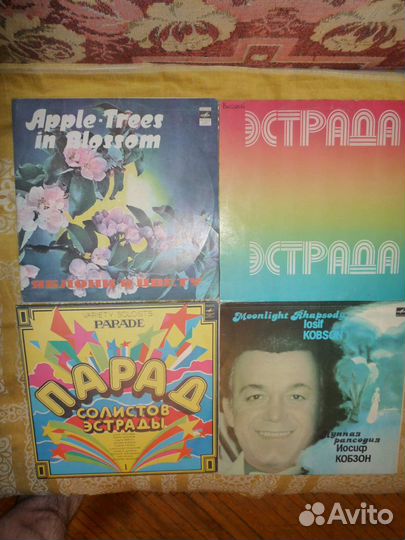 Apple-Trees
in Blossom
ЯБЛОНИ В ЦВЕТУ
ЭСТРАДА
ЭСТРАДА
VARIETY SOLOISTS
PARADE
ПАРАД
СОЛИСТОВ
ЭСТРАДЫ
1
Moonlight Rhapsody
Iosif
KOBSON
Лунная
рапсодия
Иосиф
КОБЗОН
Avito